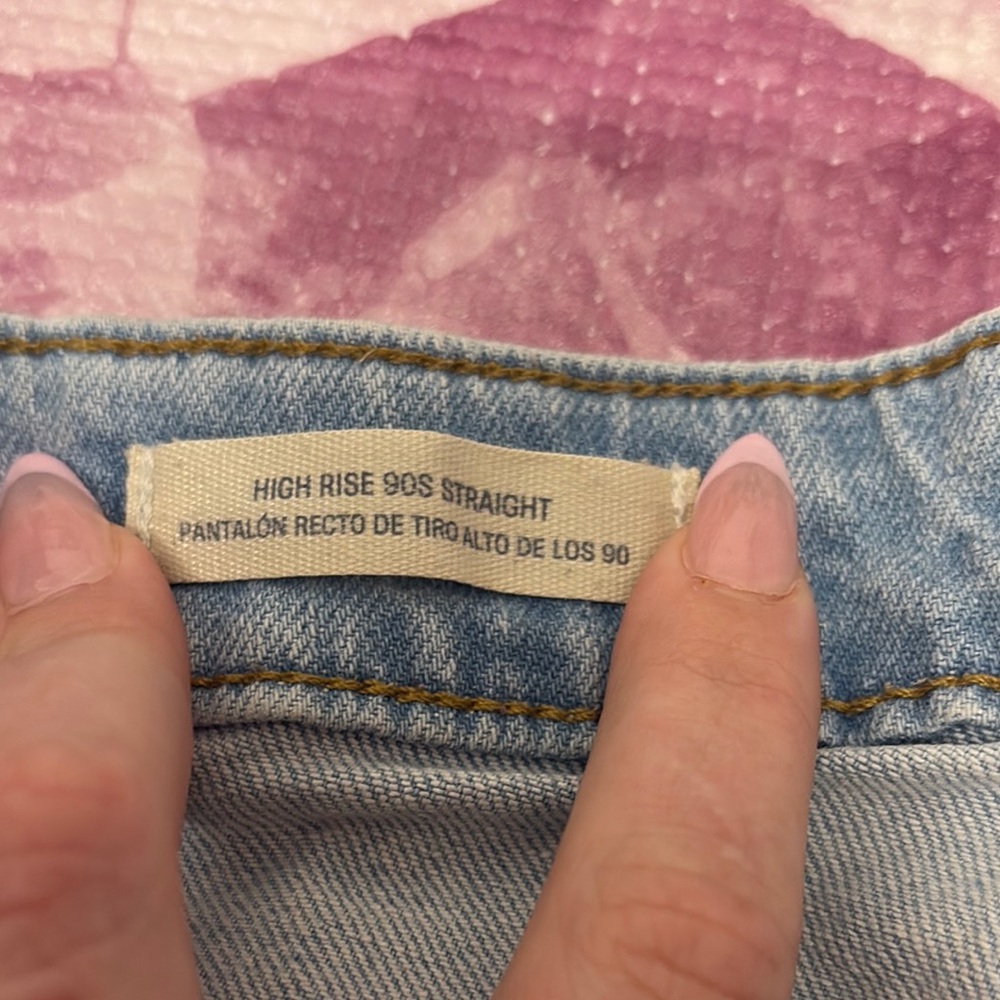 HIGH RISE 90S STRAIGHT
PANTALÓN RECTO DE TIRO ALTO DE LOS 90